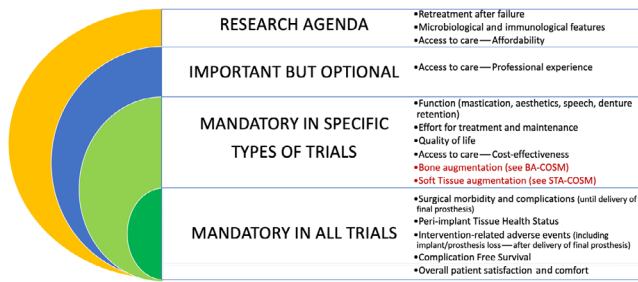 RESEARCH AGENDA
•Retreatment after failure
•Microbiological and immunological features
•Access to care—Affordability
IMPORTANT BUT OPTIONAL
•Access to care—Professional experience
MANDATORY IN SPECIFIC
TYPES OF TRIALS
•Function (mastication, aesthetics, speech, denture
retention)
•Effort for treatment and maintenance
•Quality of life
•Access to care—Cost-effectiveness
•Bone augmentation (see BA-COSM)
•Soft Tissue augmentation (see STA-COSM)
MANDATORY IN ALL TRIALS
•Surgical morbidity and complications (until delivery of
final prosthesis)
•Peri-implant Tissue Health Status
•Intervention-related adverse events (including
implant/prosthesis loss—after delivery of final prosthesis)
•Complication Free Survival
•Overall patient satisfaction and comfort